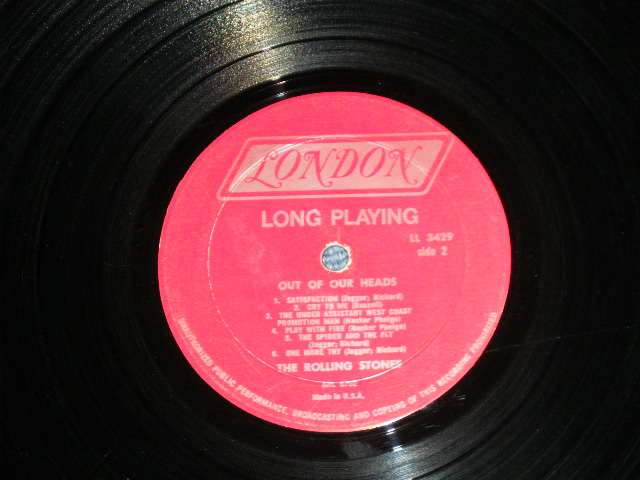 LONDON
LONG PLAYING
LL 3429
side 2
OUT OF OUR HEADS
1. SATISFACTION (Jagger; Richard)
2. CRY TO ME (Russell)
3. THE UNDER ASSISTANT WEST COAST
PROMOTION MAN (Nanker Phelge)
4. PLAY WITH FIRE (Nanker Phelge)
5. THE SPIDER AND THE FLY
(Jagger; Richard)
6. ONE MORE TRY (Jagger; Richard)
THE ROLLING STONES
Made in U.S.A.
UNAUTHORIZED PUBLIC PERFORMANCE, BROADCASTING AND COPYING OF THIS RECORDING PROHIBITED